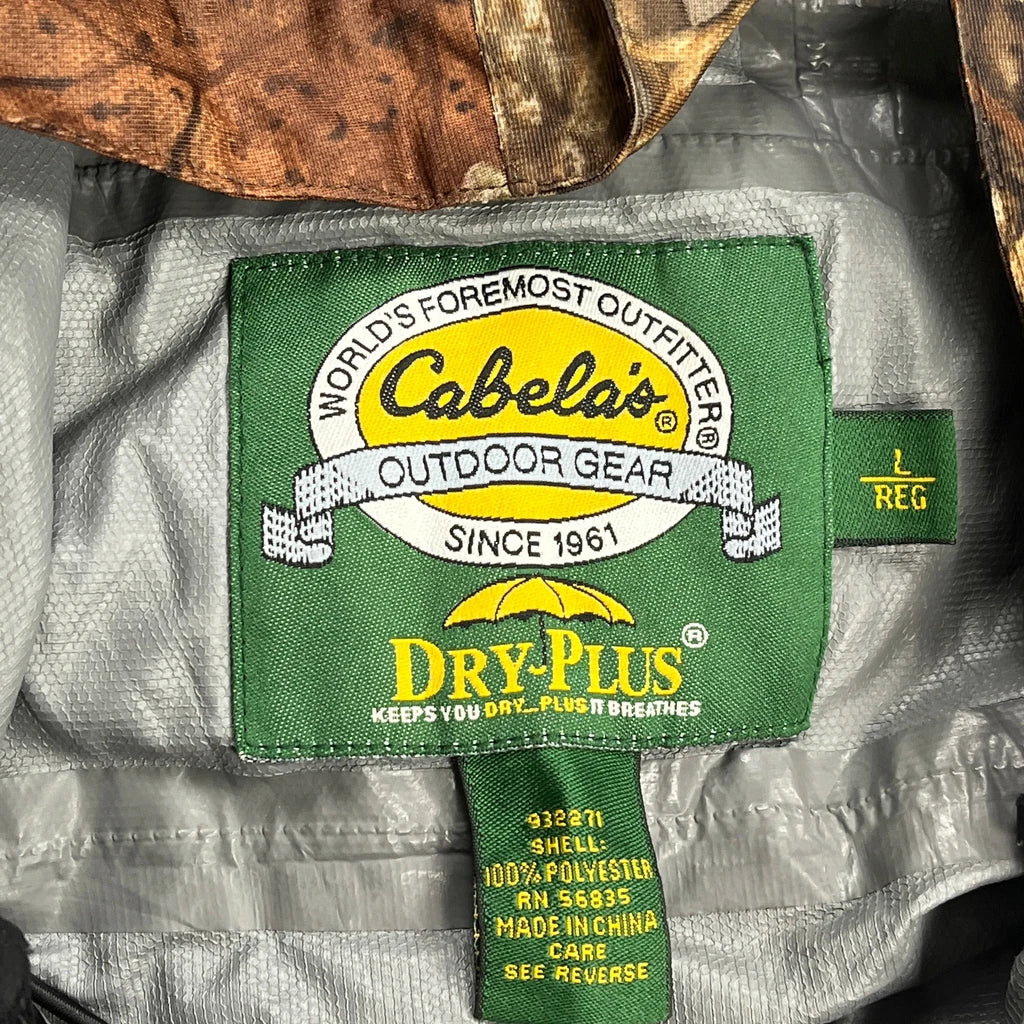 WORLD'S FOREMOST OUTFITTER®
Cabela's®
OUTDOOR GEAR
SINCE 1961
DRY-PLUS®
KEEPS YOU DRY...PLUS IT BREATHES
L
REG
932271
SHELL:
100% POLYESTER
RN 56835
MADE IN CHINA
CARE
SEE REVERSE